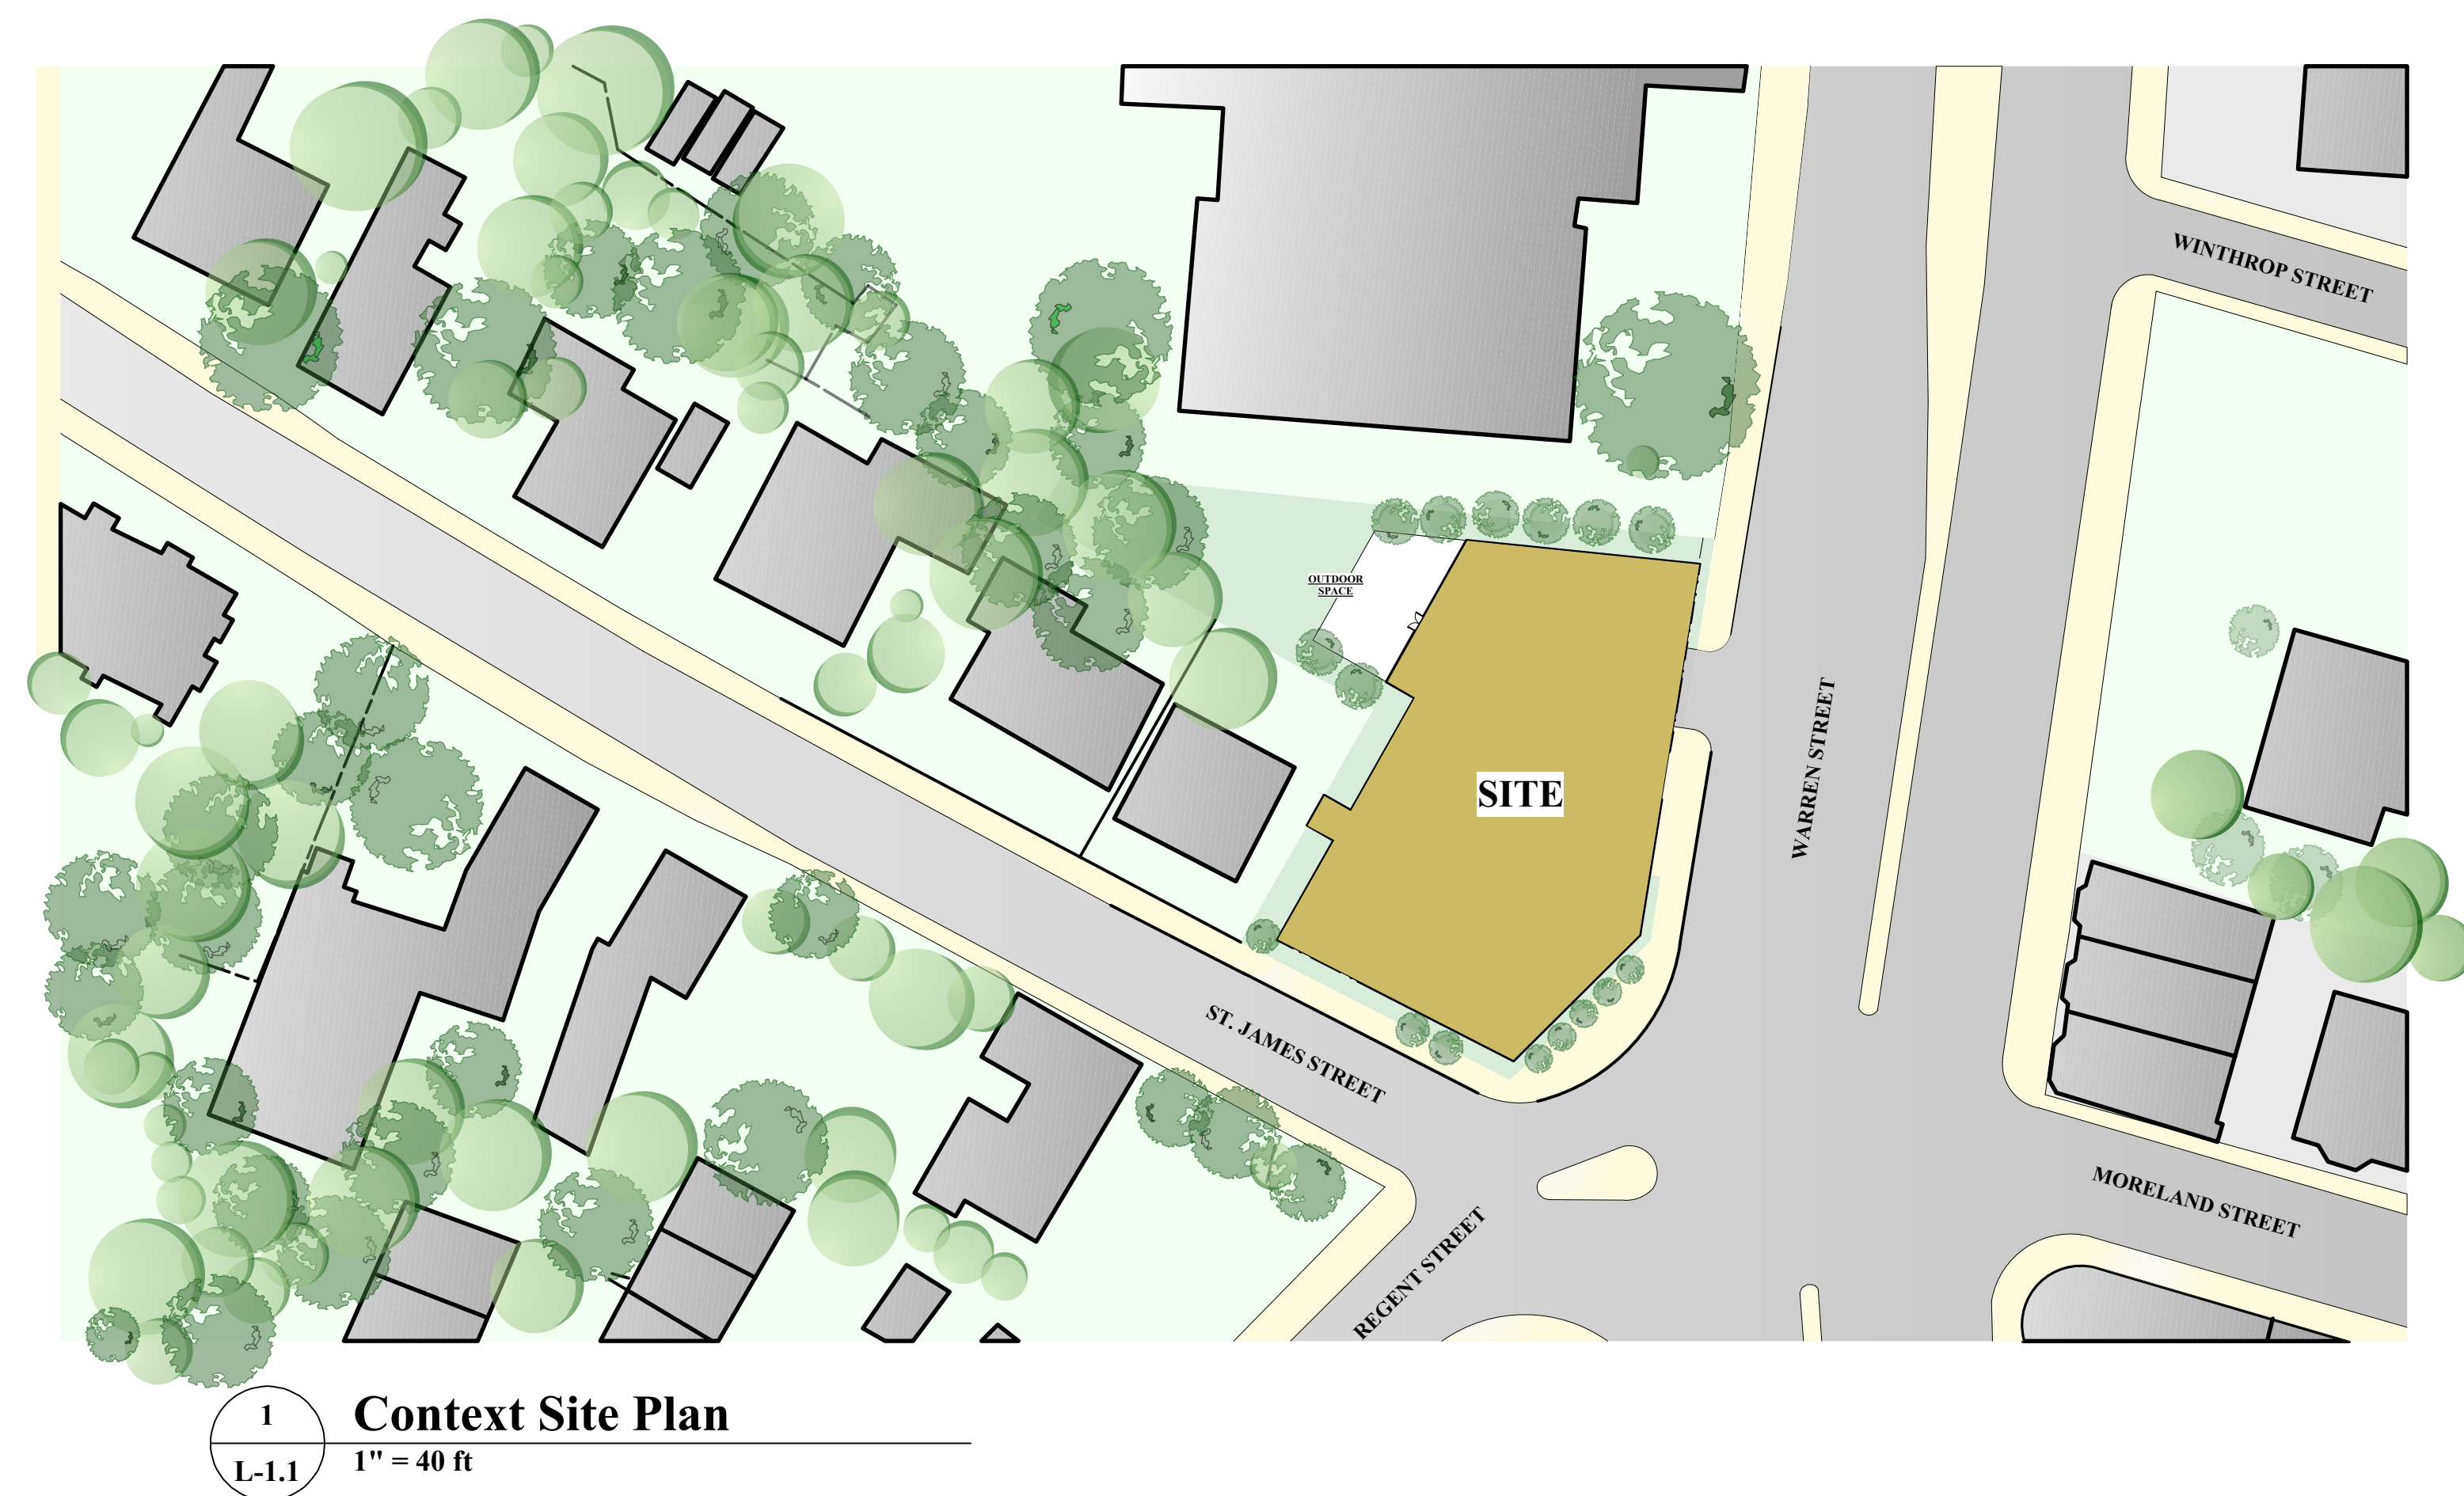 WINTHROP STREET
OUTDOOR
SPACE
SITE
WARREN STREET
ST. JAMES STREET
MORELAND STREET
REGENT STREET
1
Context Site Plan
L-1.1
1" = 40 ft